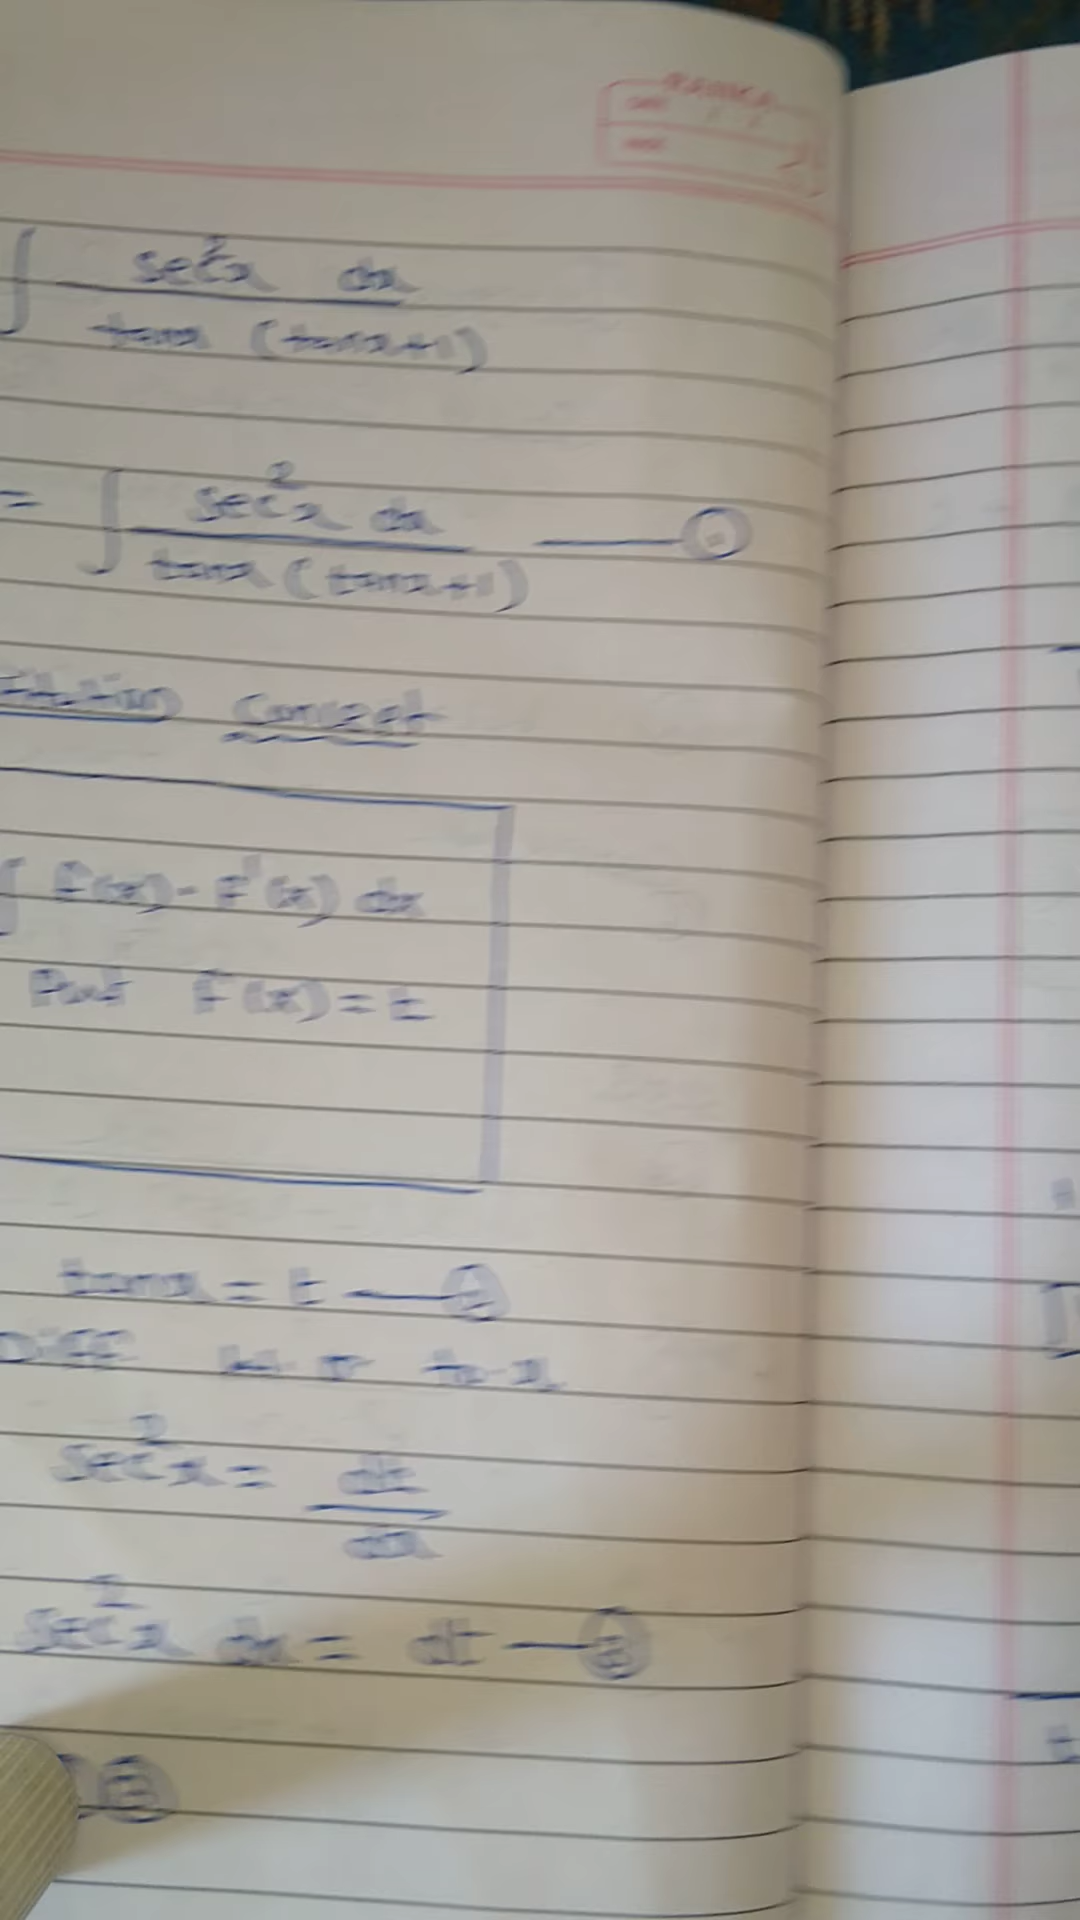 ∫ sec²x dx
tanx (tanx+1)
= ∫ sec²x dx
tanx (tanx+1)
Concept
∫ f(x)-f'(x) dx
Put f(x)=t
tanx = t — ②
Diff w.r to x
sec²x = dt
dx
sec²x dx = dt — ③
③